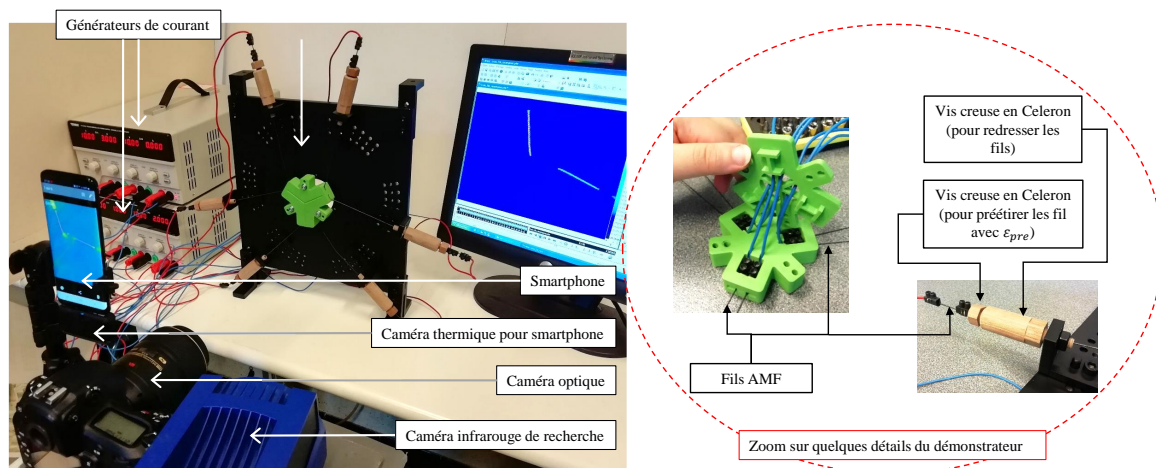 Générateurs de courant
Smartphone
Caméra thermique pour smartphone
Caméra optique
Caméra infrarouge de recherche
Vis creuse en Celeron
(pour redresser les
fils)
Vis creuse en Celeron
(pour préétirer les fil
avec εpre)
Fils AMF
Zoom sur quelques détails du démonstrateur